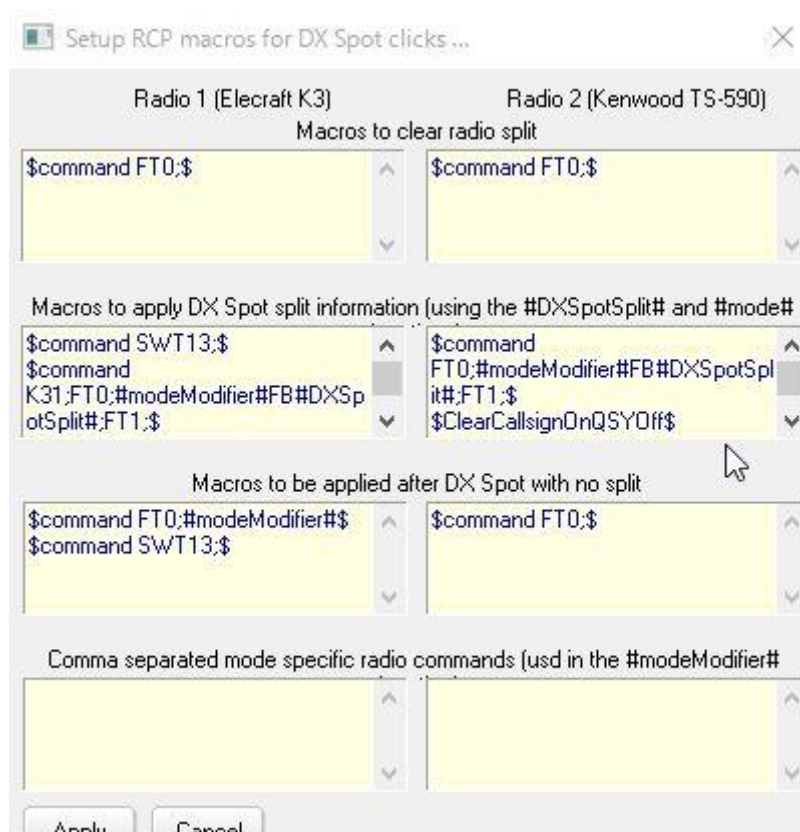 Setup RCP macros for DX Spot clicks ...
Radio 1 (Elecraft K3)
Radio 2 (Kenwood TS-590)
Macros to clear radio split
$command FT0;$
$command FT0;$
Macros to apply DX Spot split information (using the #DXSpotSplit# and #mode#
$command SWT13;$
$command
K31;FT0;#modeModifier#FB#DXSp
otSplit#;FT1;$
$command
FT0;#modeModifier#FB#DXSpotSpl
it#;FT1;$
$ClearCallsignOnQSYOff$
Macros to be applied after DX Spot with no split
$command FT0;#modeModifier#$
$command SWT13;$
$command FT0;$
Comma separated mode specific radio commands (usd in the #modeModifier#
Apply
Cancel